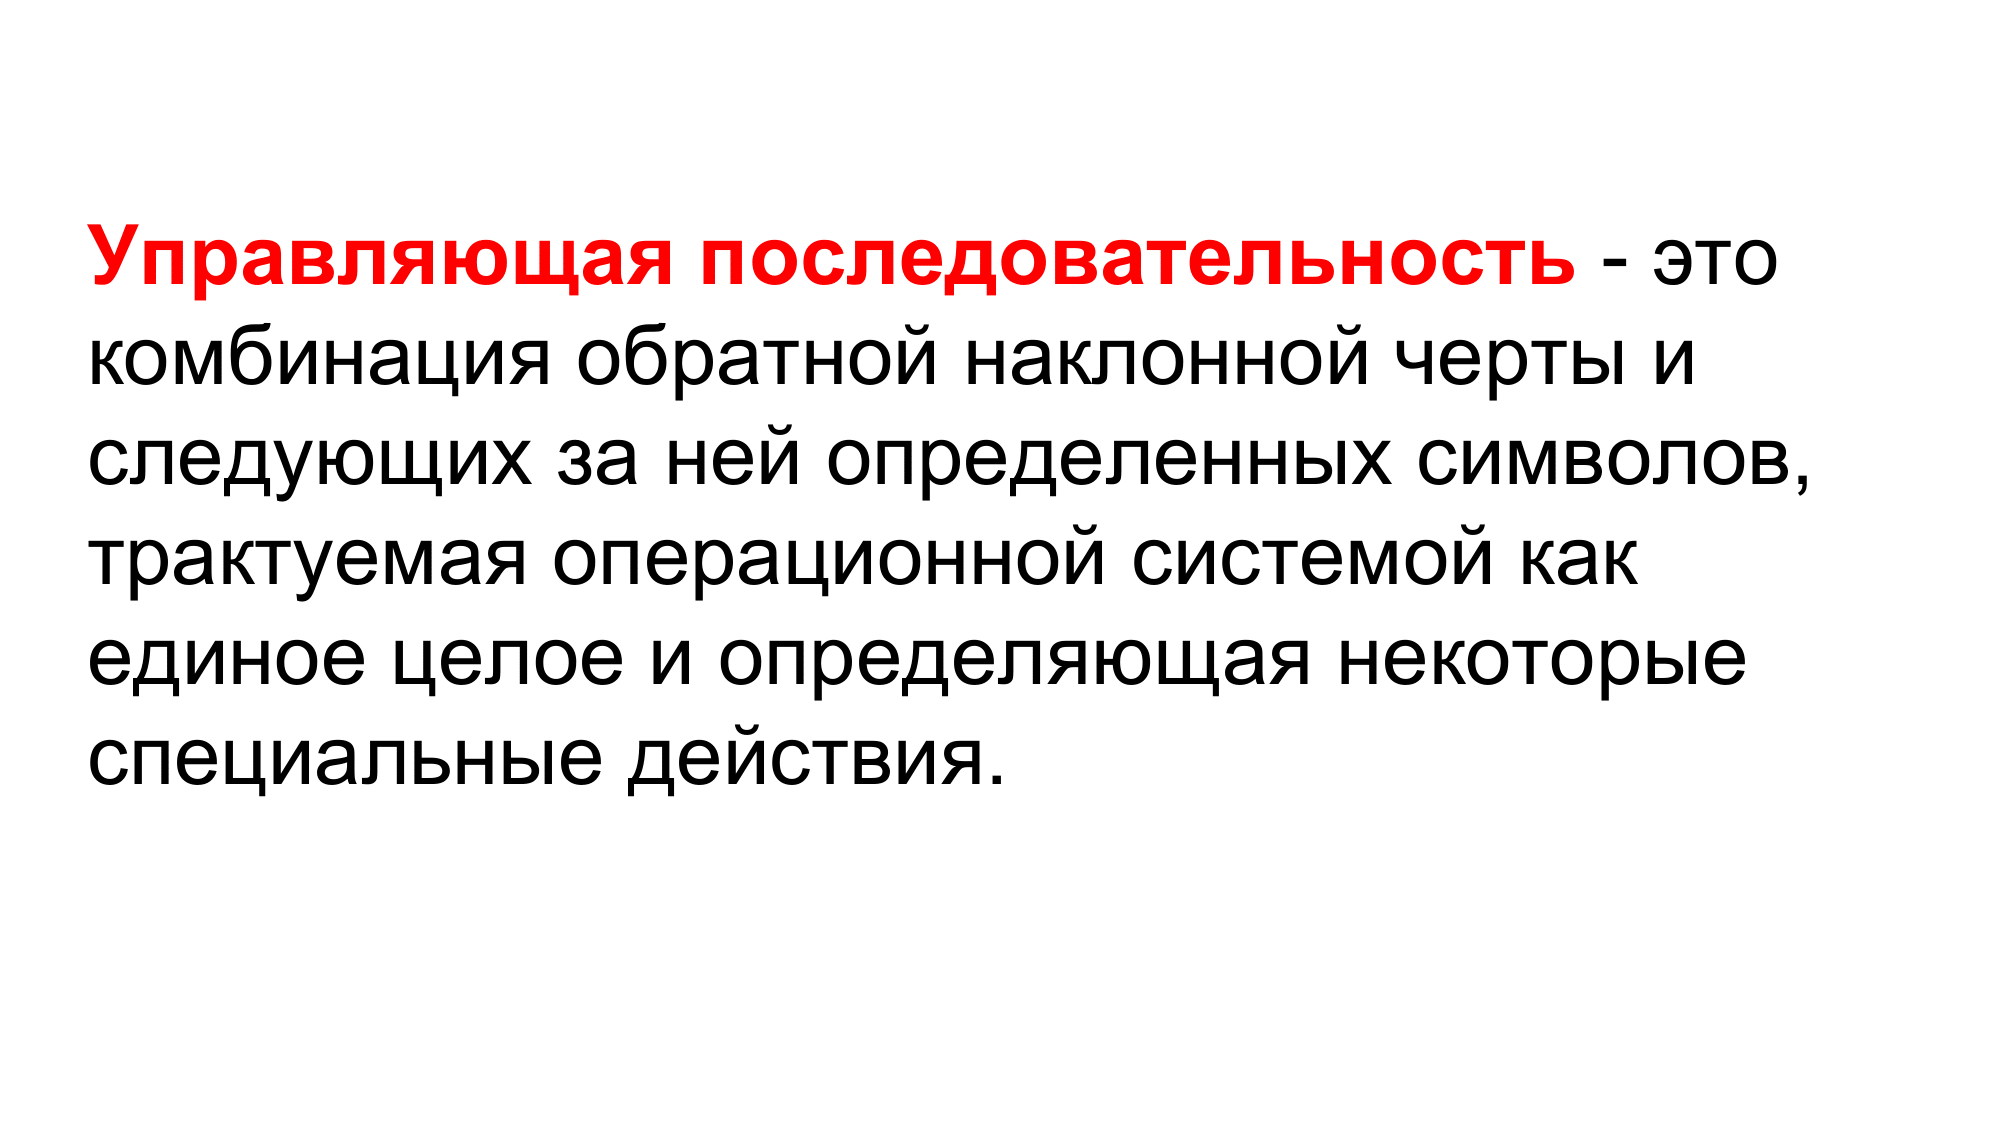 Управляющая последовательность - это
комбинация обратной наклонной черты и
следующих за ней определенных символов,
трактуемая операционной системой как
единое целое и определяющая некоторые
специальные действия.